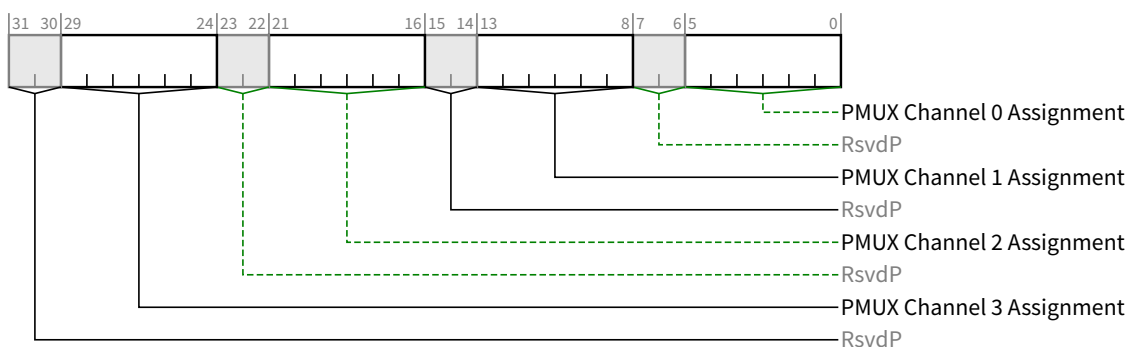 31 30 29 24 23 22 21 16 15 14 13 8 7 6 5 0
PMUX Channel 0 Assignment
RsvdP
PMUX Channel 1 Assignment
RsvdP
PMUX Channel 2 Assignment
RsvdP
PMUX Channel 3 Assignment
RsvdP